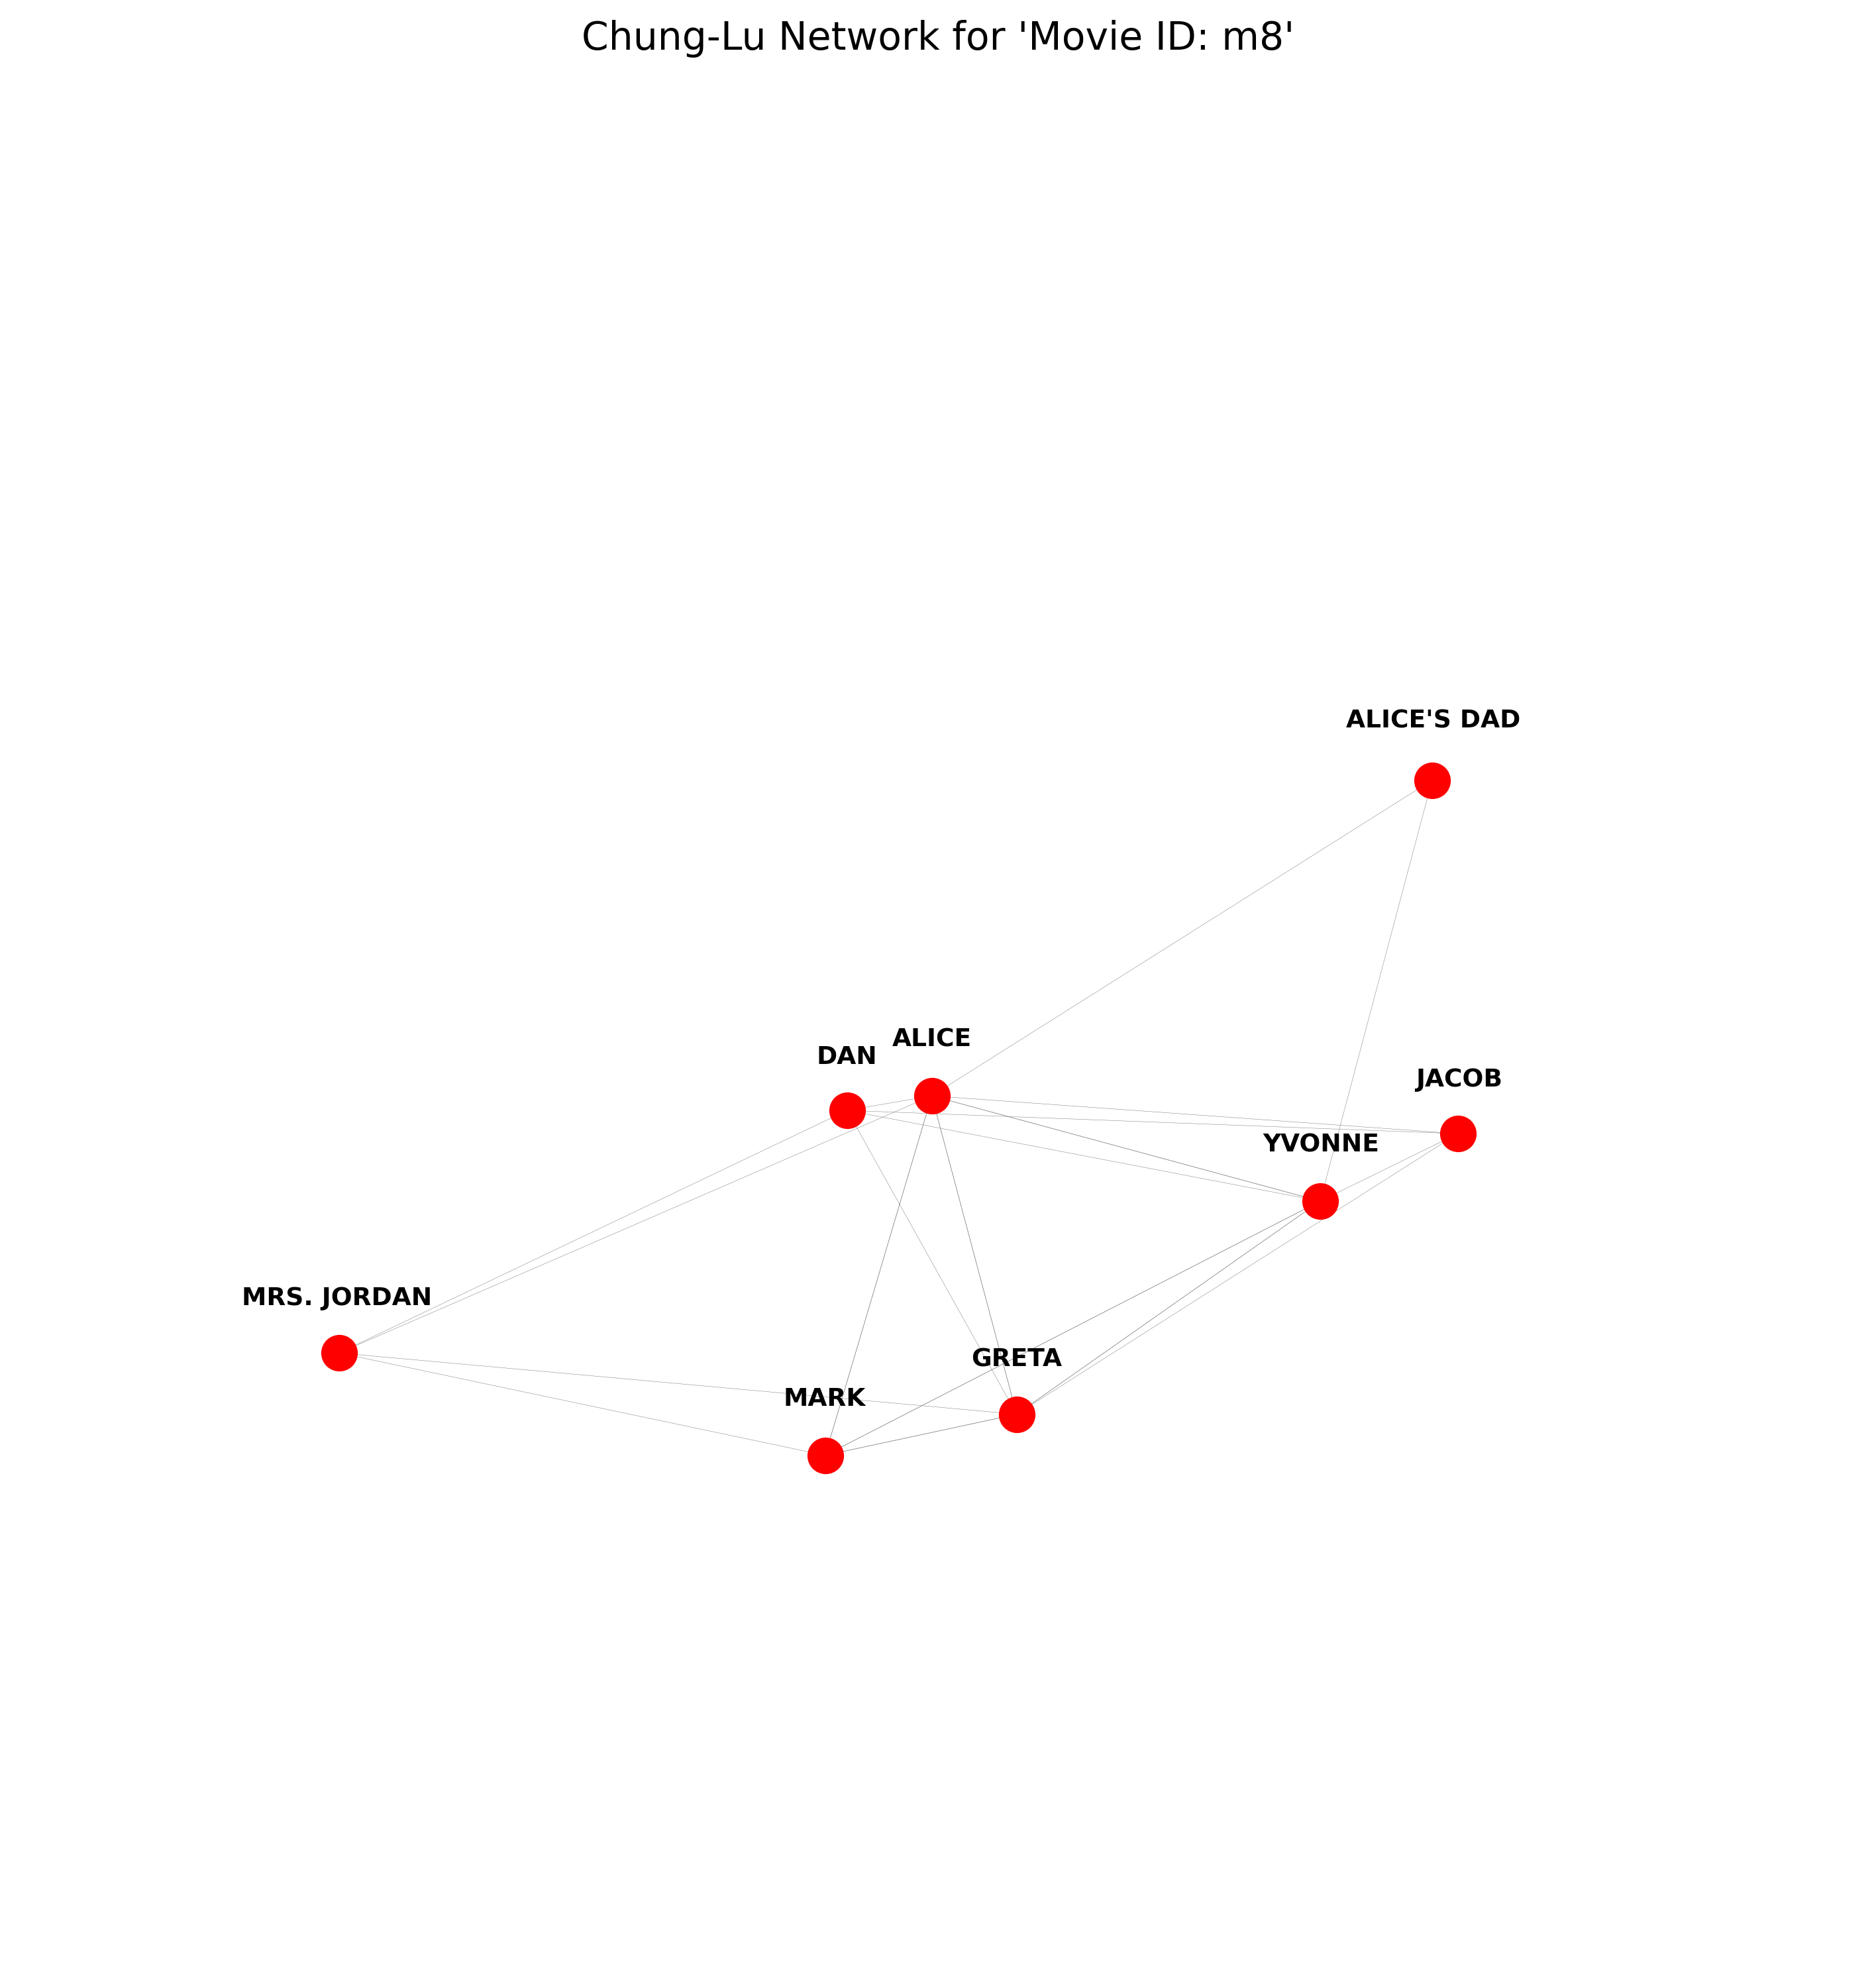 Chung-Lu Network for 'Movie ID: m8'
ALICE'S DAD
ALICE
DAN
JACOB
YVONNE
MRS. JORDAN
GRETA
MARK